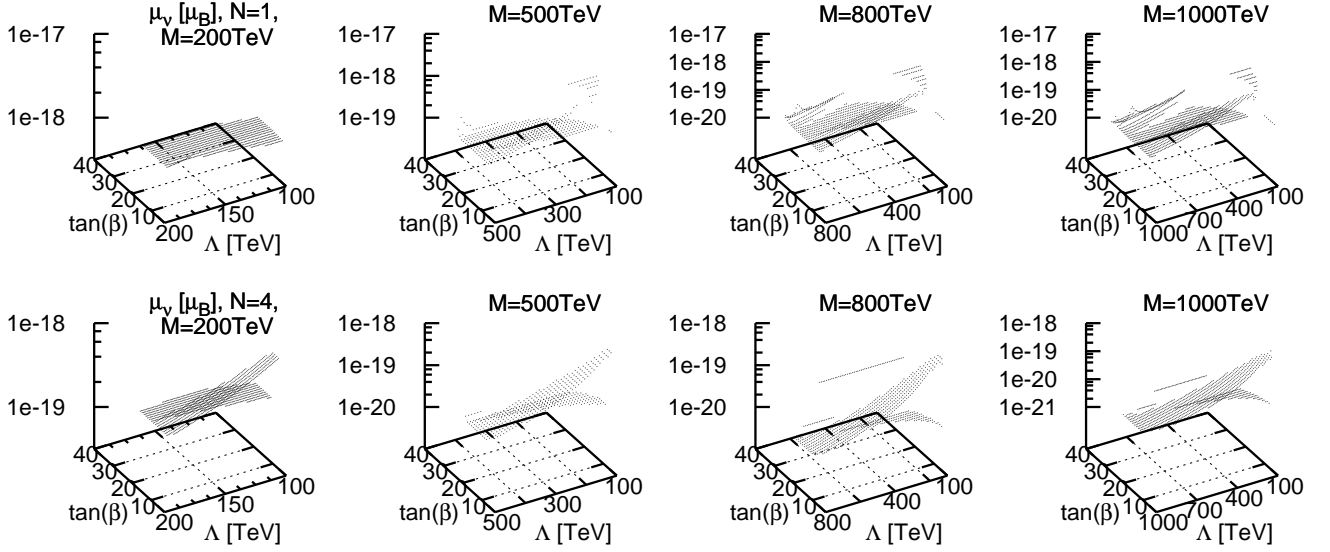 μν [μB], N=1,
M=200TeV
1e-17
1e-18
40
30
20
10
tan(β)
200
150
100
Λ [TeV]
M=500TeV
1e-17
1e-18
1e-19
40
30
20
10
tan(β)
500
300
100
Λ [TeV]
M=800TeV
1e-17
1e-18
1e-19
1e-20
40
30
20
10
tan(β)
800
400
100
Λ [TeV]
M=1000TeV
1e-17
1e-18
1e-19
1e-20
40
30
20
10
tan(β)
1000
700
400
100
Λ [TeV]
μν [μB], N=4,
M=200TeV
1e-18
1e-19
40
30
20
10
tan(β)
200
150
100
Λ [TeV]
M=500TeV
1e-18
1e-19
1e-20
40
30
20
10
tan(β)
500
300
100
Λ [TeV]
M=800TeV
1e-18
1e-19
1e-20
40
30
20
10
tan(β)
800
400
100
Λ [TeV]
M=1000TeV
1e-18
1e-19
1e-20
1e-21
40
30
20
10
tan(β)
1000
700
400
100
Λ [TeV]